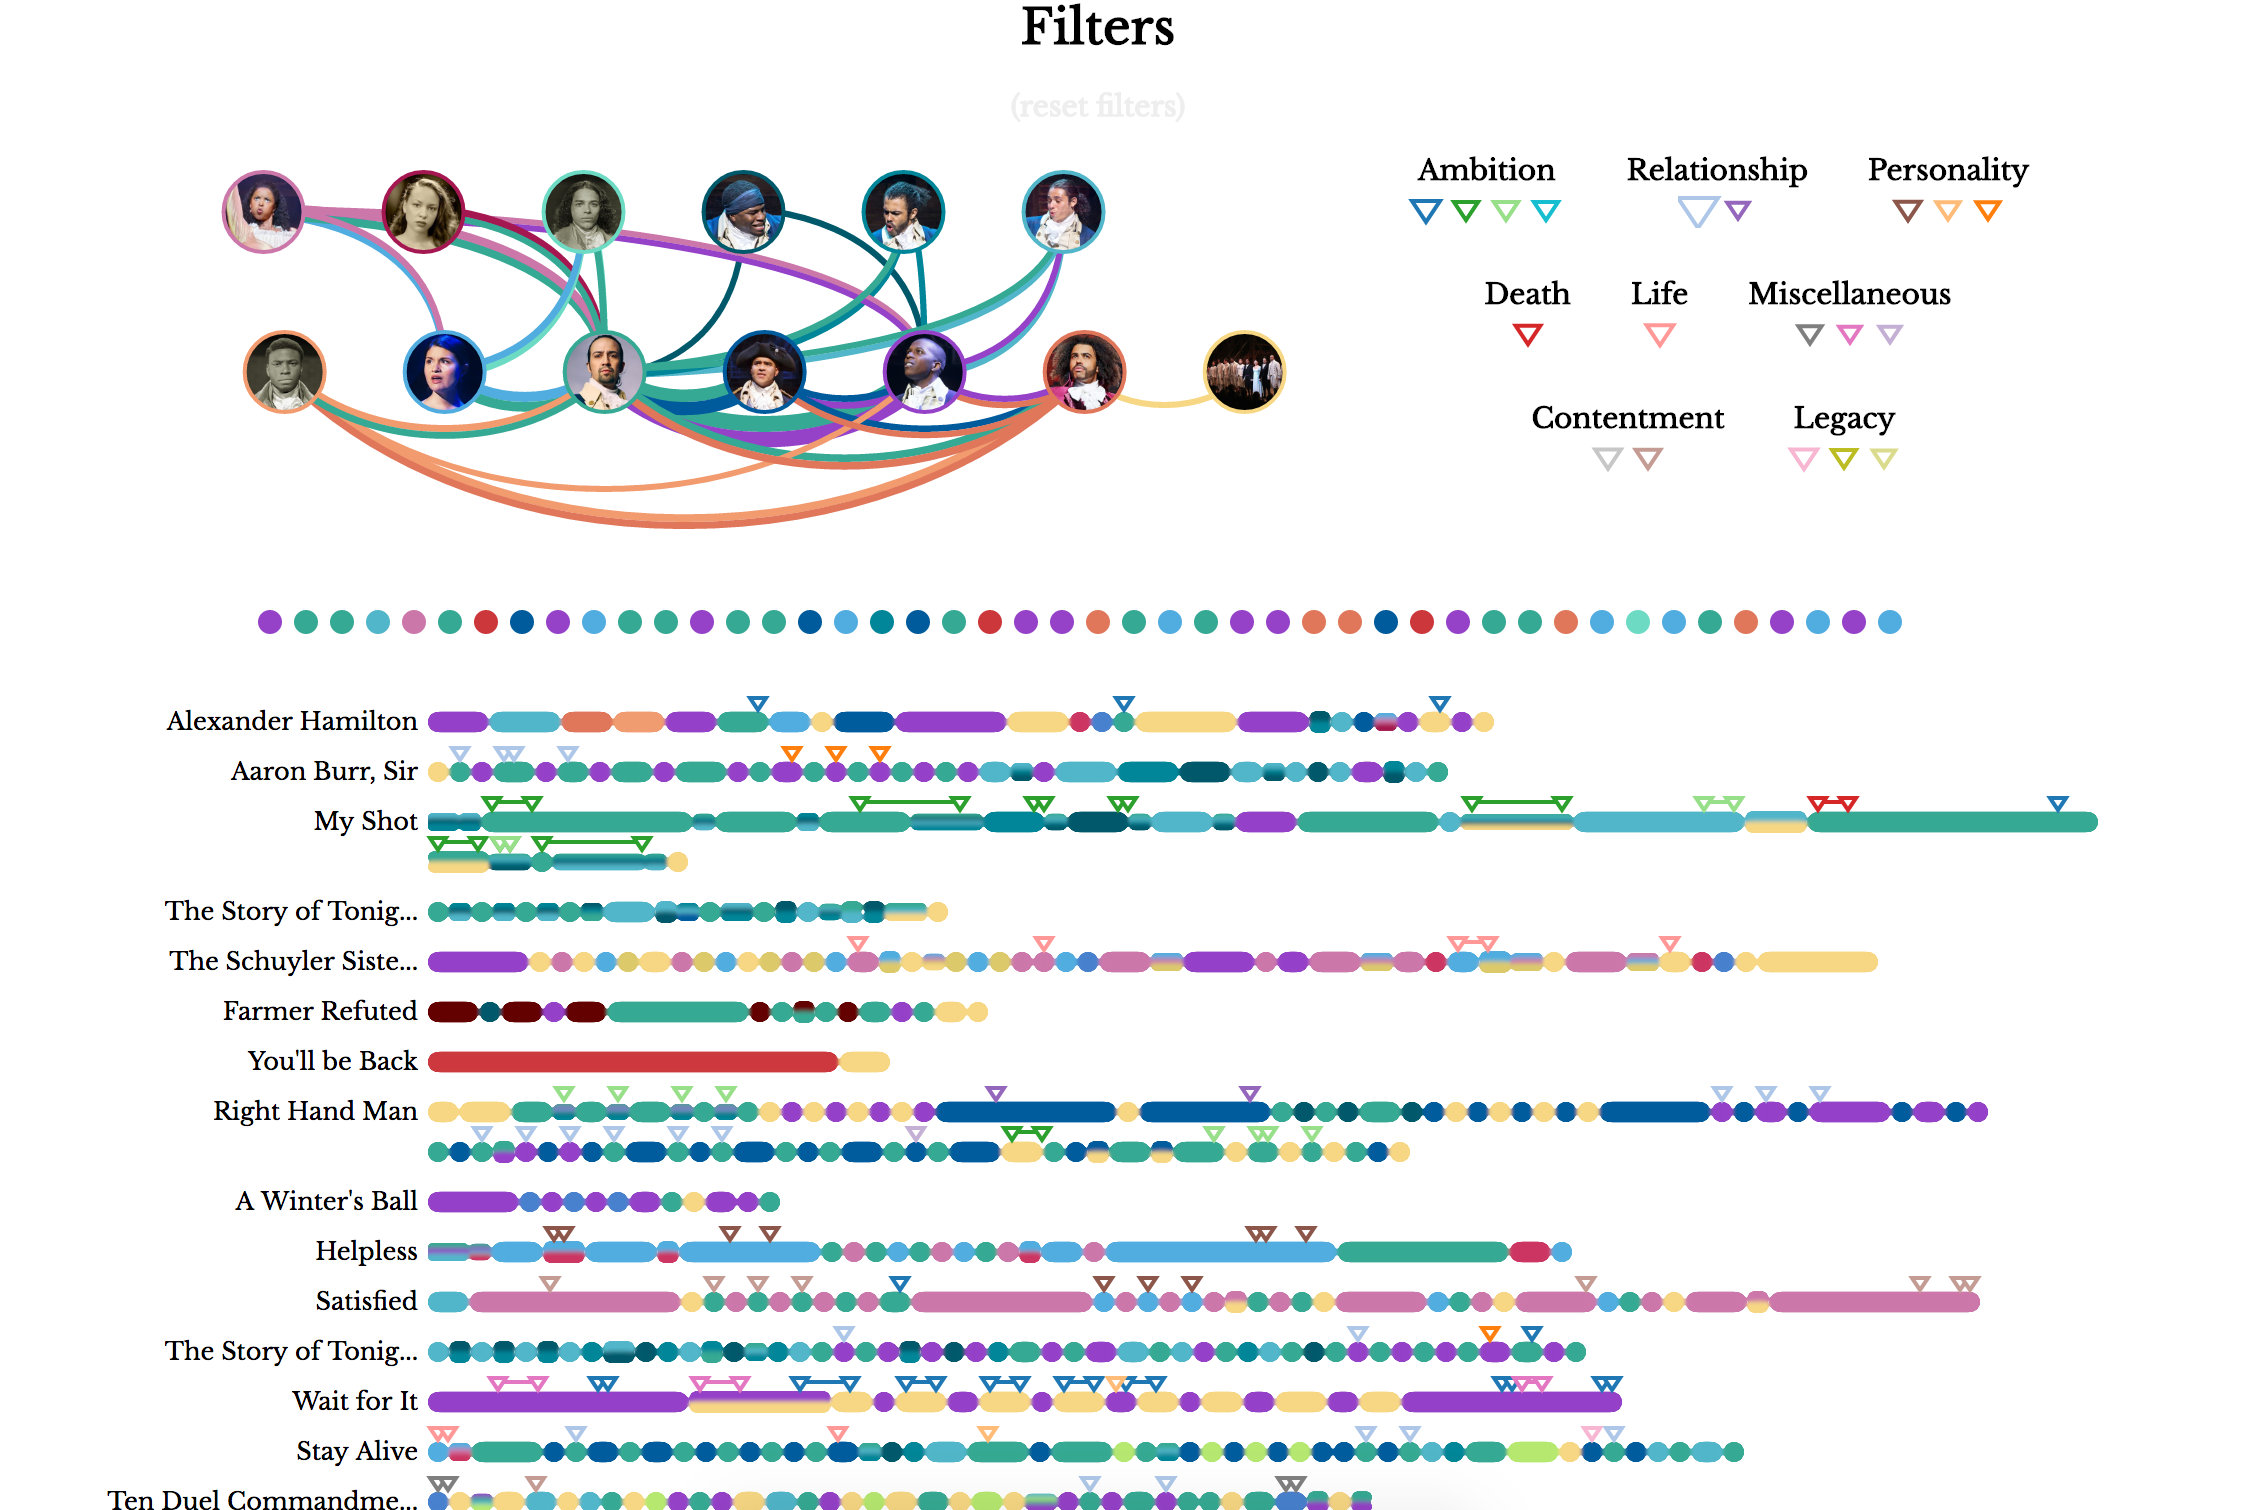 Filters
(reset filters)
Ambition Relationship Personality
Death Life Miscellaneous
Contentment Legacy
Alexander Hamilton
Aaron Burr, Sir
My Shot
The Story of Tonig...
The Schuyler Siste...
Farmer Refuted
You'll be Back
Right Hand Man
A Winter's Ball
Helpless
Satisfied
The Story of Tonig...
Wait for It
Stay Alive
Ten Duel Commandme...